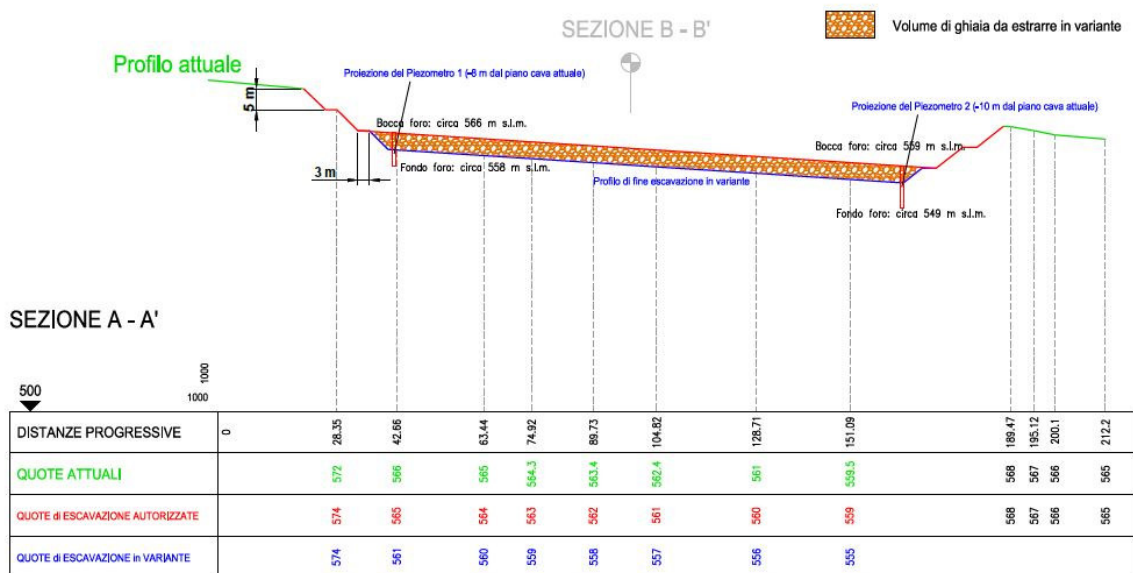 SEZIONE B - B'
Volume di ghiaia da estrarre in variante
Profilo attuale
Proiezione del Piezometro 1 (-8 m dal piano cava attuale)
5 m
Proiezione del Piezometro 2 (-10 m dal piano cava attuale)
Bocca foro: circa 566 m s.l.m.
Bocca foro: circa 559 m s.l.m.
Fondo foro: circa 558 m s.l.m.
3 m
Profilo di fine escavazione in variante
Fondo foro: circa 549 m s.l.m.
SEZIONE A - A'
1000
500
1000
DISTANZE PROGRESSIVE 0 28.35 42.66 63.44 74.92 89.73 104.82 128.71 151.09 189.47 195.12 200.1 212.2
QUOTE ATTUALI 572 566 565 564.3 563.4 562.4 561 559.5 568 567 566 565
QUOTE di ESCAVAZIONE AUTORIZZATE 574 565 564 563 562 561 560 559 568 567 566 565
QUOTE di ESCAVAZIONE in VARIANTE 574 561 560 559 558 557 556 555